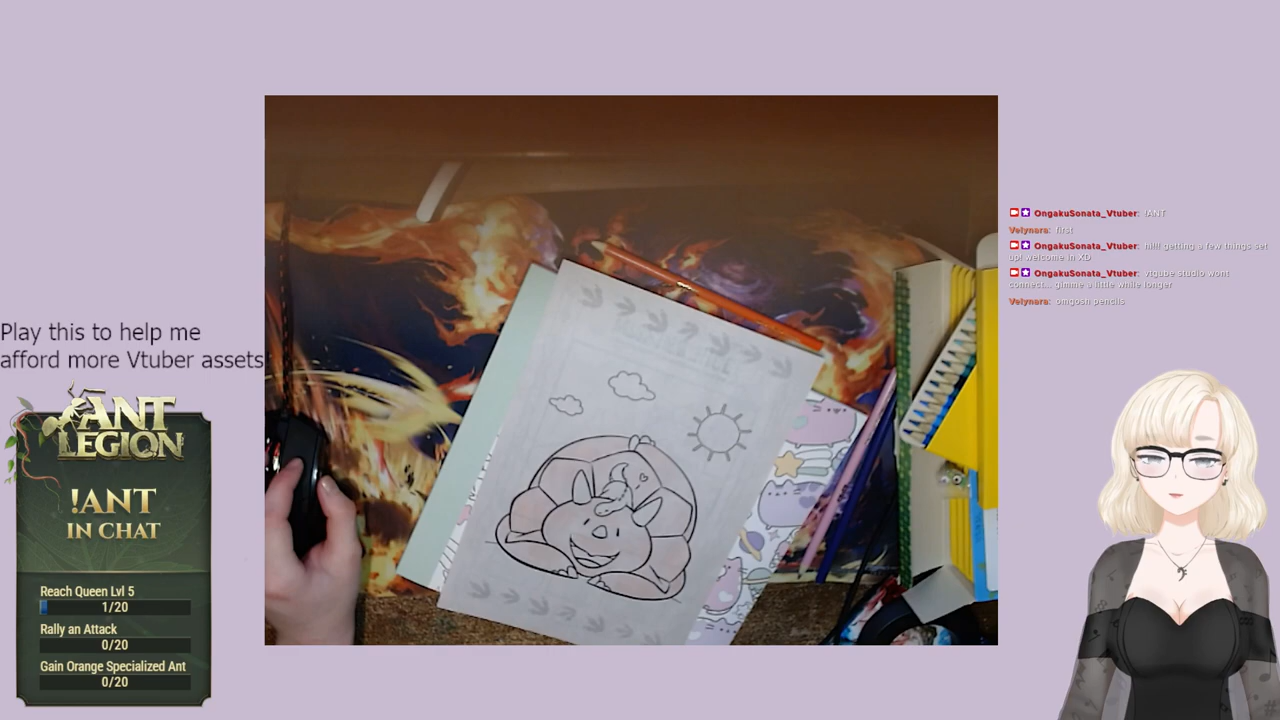 OngakuSonata_Vtuber: !ANT
Velynara: first
OngakuSonata_Vtuber: hi!!! getting a few things set
up! welcome in XD
OngakuSonata_Vtuber: vtgube studio wont
connect... gimme a little while longer
Velynara: omgosh pencils
Play this to help me
afford more Vtuber assets
ANT
LEGION
!ANT
IN CHAT
Reach Queen Lvl 5
1/20
Rally an Attack
0/20
Gain Orange Specialized Ant
0/20